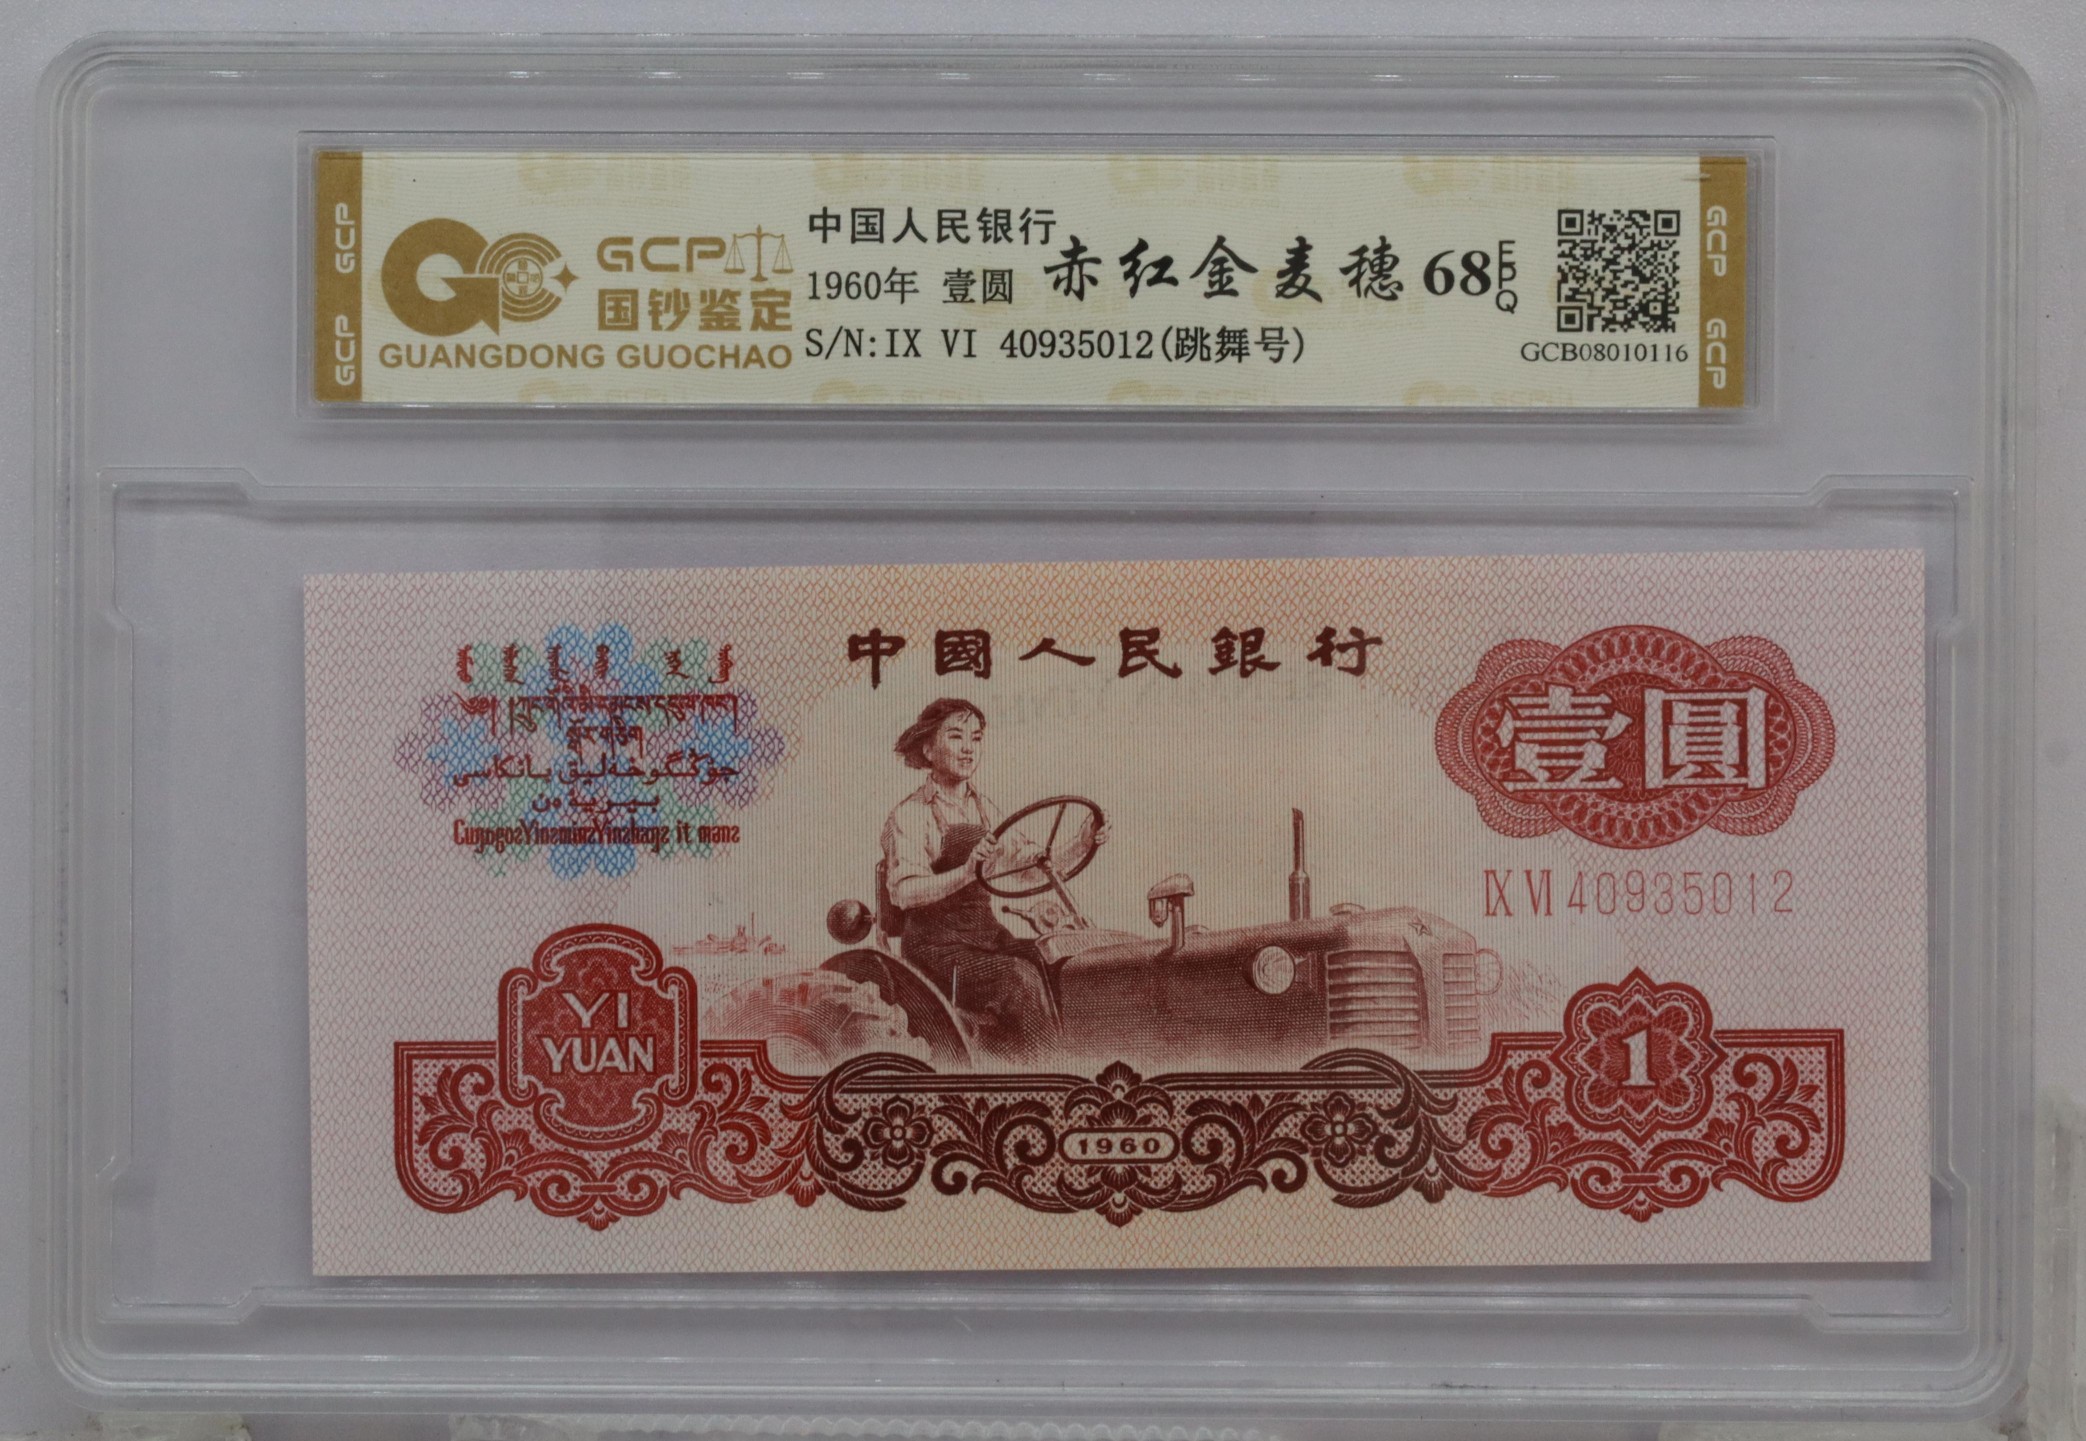 GCP
GCP
GCP
国钞鉴定
GUANGDONG GUOCHAO
中国人民银行
1960年 壹圆
赤红金麦穗
68
EPQ
S/N:IX VI 40935012(跳舞号)
GCB08010116
GCP
GCP
中國人民銀行
壹圓
IX VI 40935012
YI
YUAN
1960
1